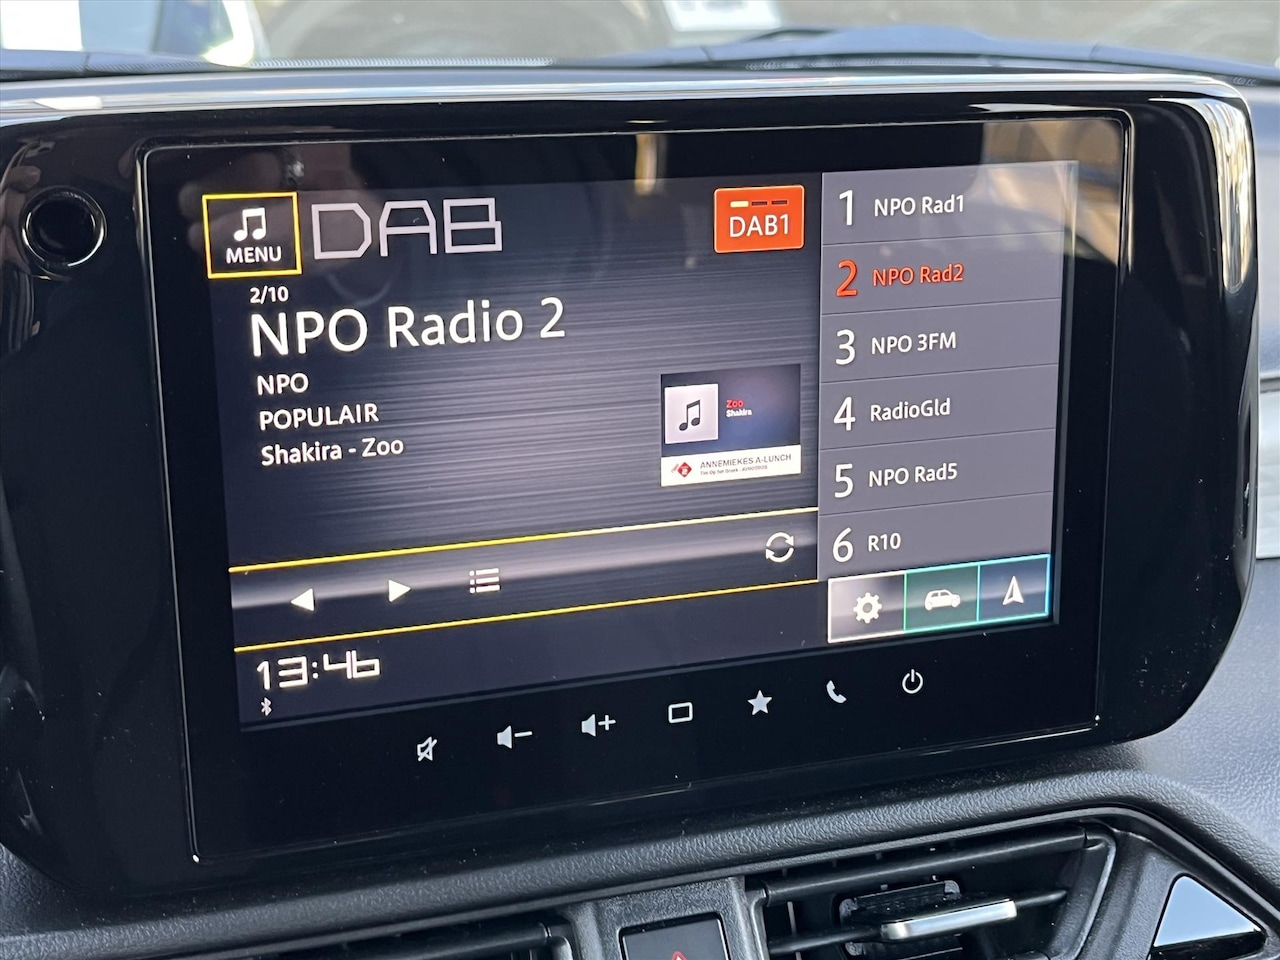 MENU
DAB
DAB1
2/10
NPO Radio 2
NPO
POPULAIR
Shakira - Zoo
Zoo
Shakira
ANNEMIEKES A-LUNCH
1 NPO Rad1
2 NPO Rad2
3 NPO 3FM
4 RadioGld
5 NPO Rad5
6 R10
13:46